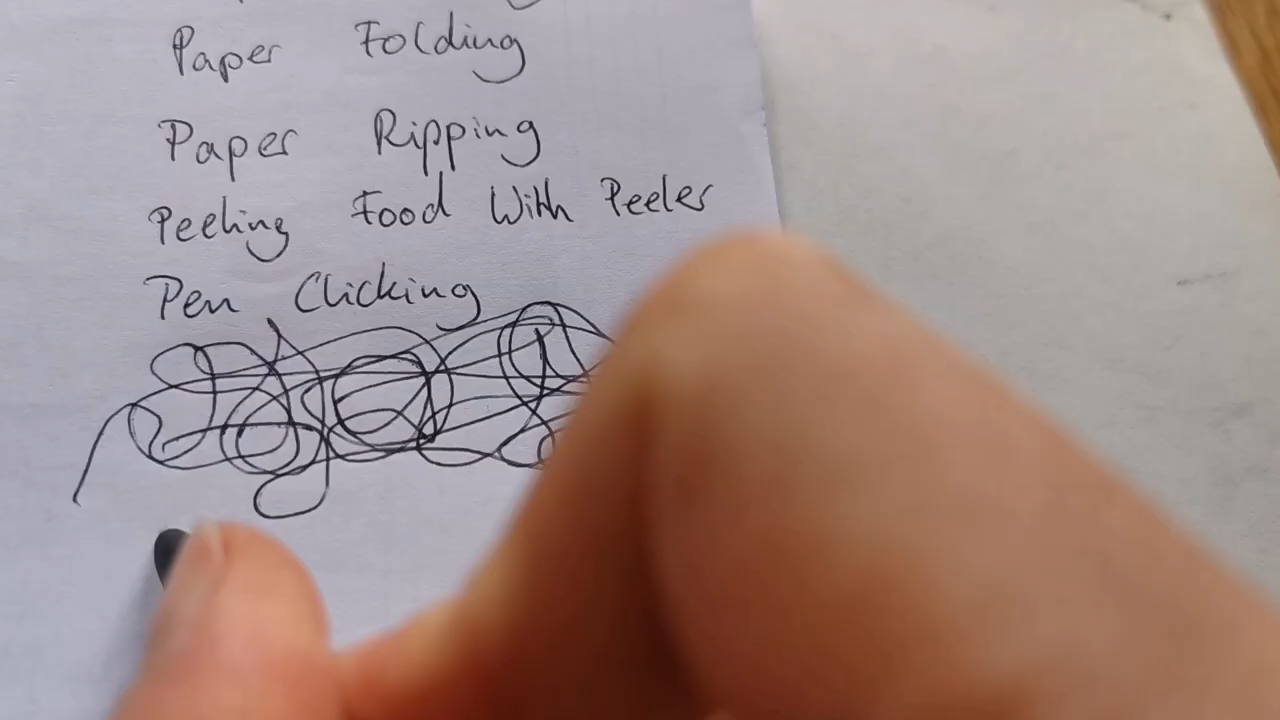 Paper Folding
Paper Ripping
Peeling Food With Peeler
Pen Clicking